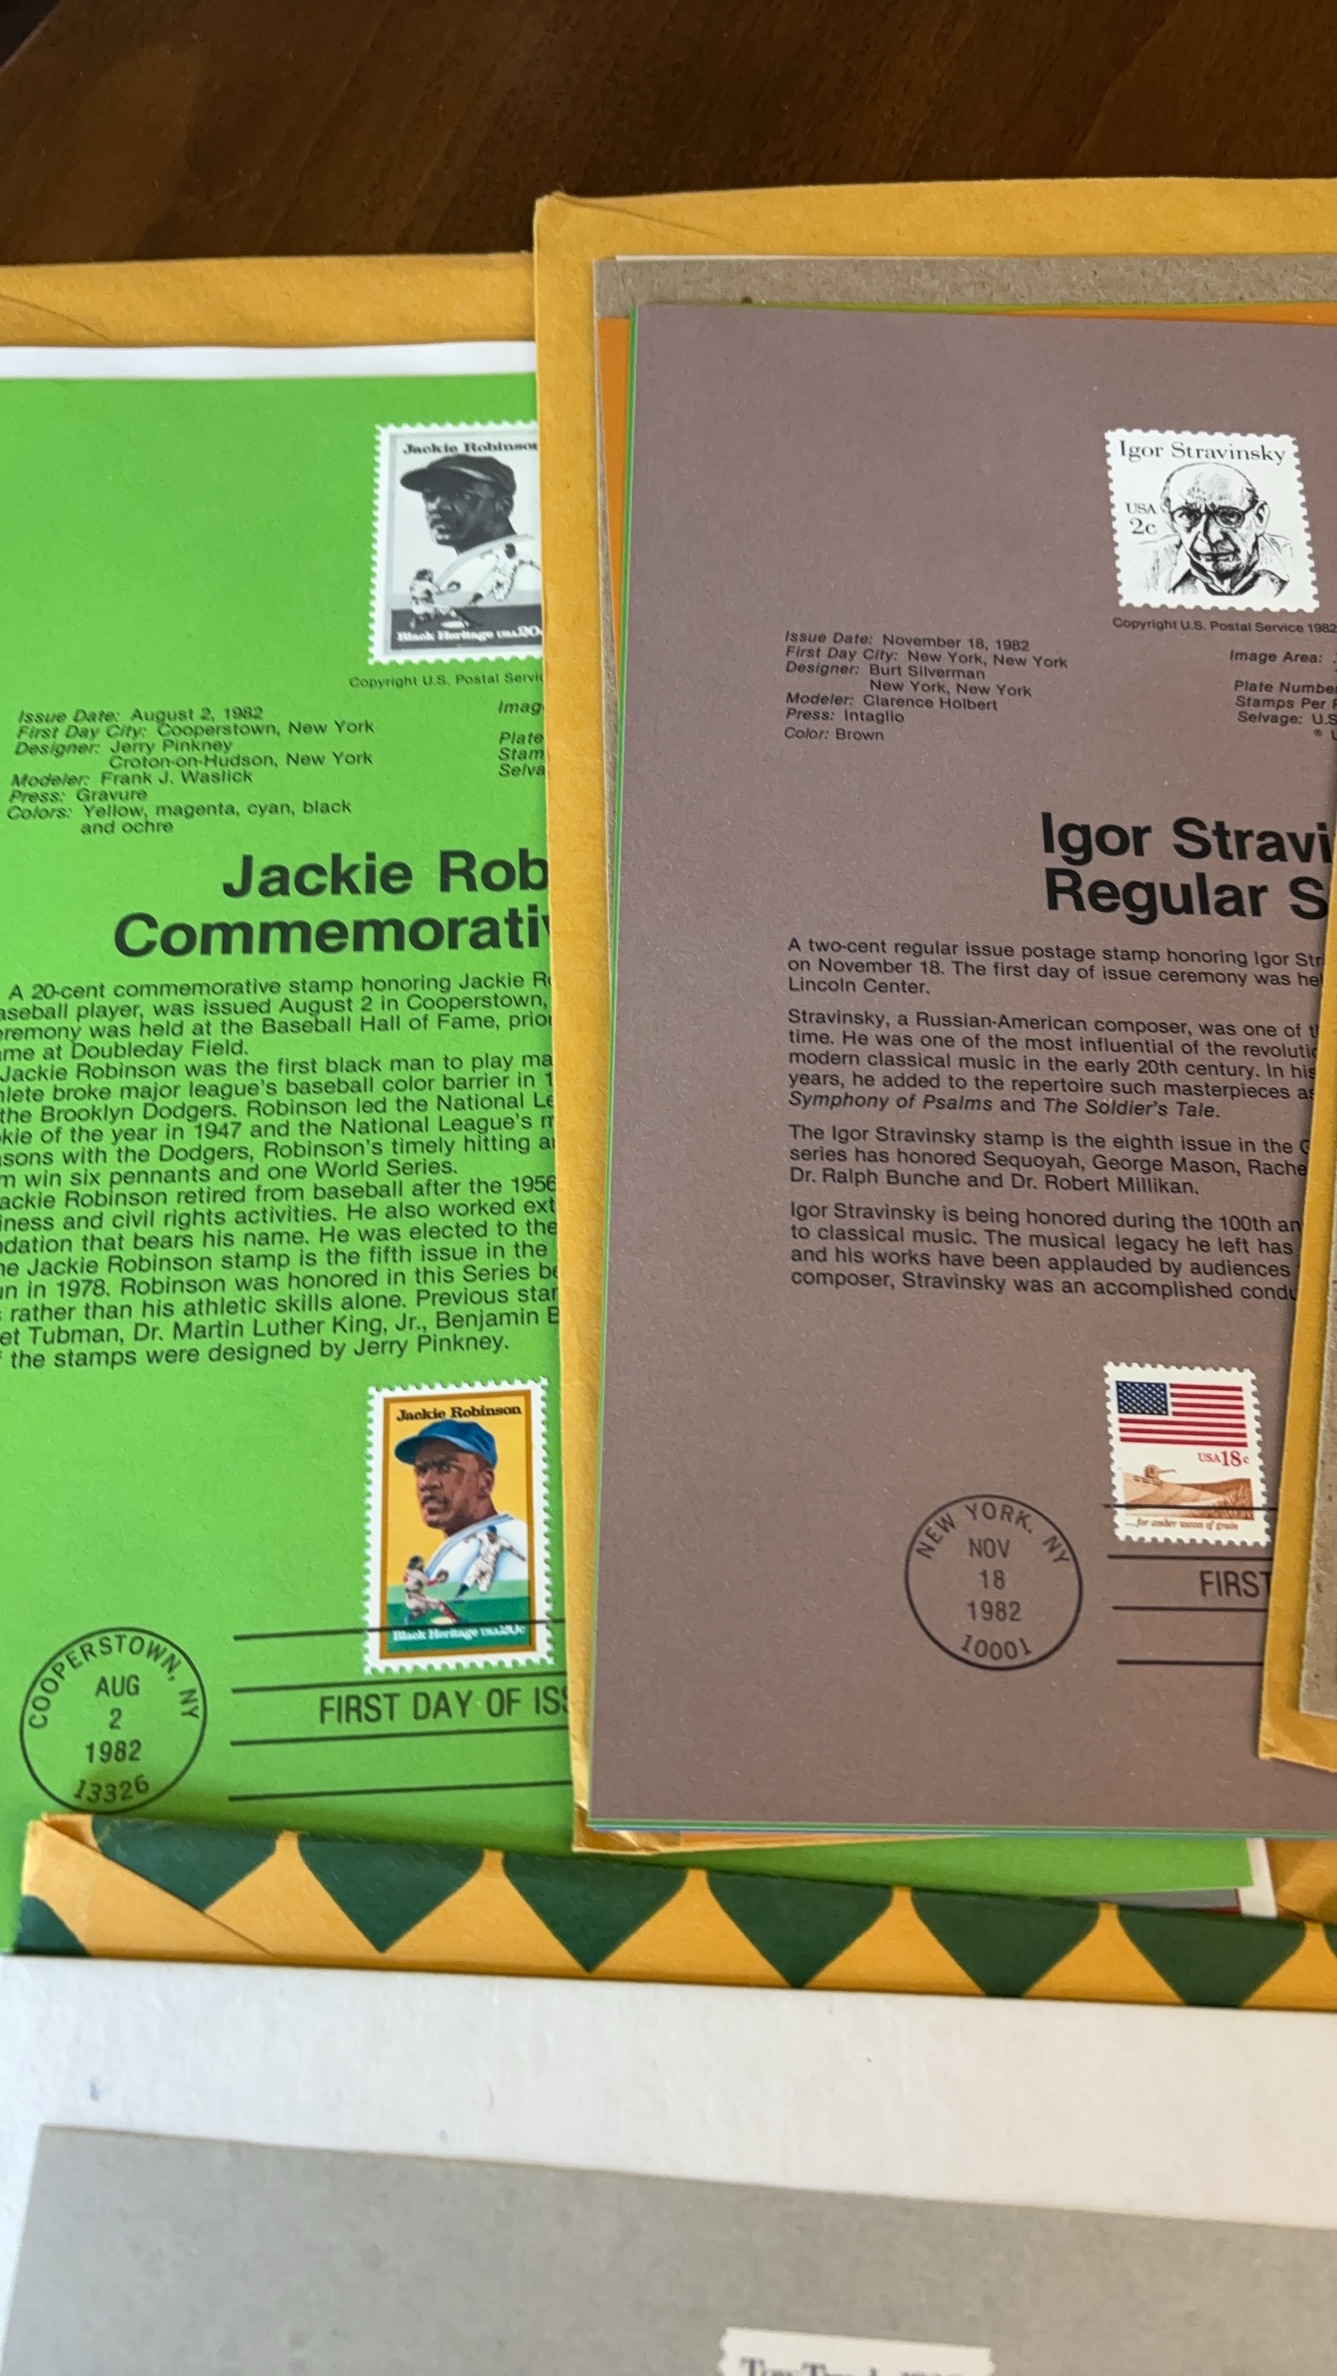 Jackie Robinson
Black Heritage USA 20
Copyright U.S. Postal
Issue Date: August 2, 1982
First Day City: Cooperstown, New York
Designer: Jerry Pinkney
Croton-on-Hudson, New York
Modeler: Frank J. Waslick
Press: Gravure
Colors: Yellow, magenta, cyan, black
and ochre
Imag
Plate
Stam
Selva
Jackie Rob
Commemorativ
A 20-cent commemorative stamp honoring Jackie R
aseball player, was issued August 2 in Cooperstown,
eremony was held at the Baseball Hall of Fame, prio
me at Doubleday Field.
Jackie Robinson was the first black man to play ma
hlete broke major league's baseball color barrier in 1
the Brooklyn Dodgers. Robinson led the National Le
kie of the year in 1947 and the National League's m
asons with the Dodgers, Robinson's timely hitting a
m win six pennants and one World Series.
ackie Robinson retired from baseball after the 1956
iness and civil rights activities. He also worked ext
dation that bears his name. He was elected to the
he Jackie Robinson stamp is the fifth issue in the
un in 1978. Robinson was honored in this Series be
rather than his athletic skills alone. Previous star
et Tubman, Dr. Martin Luther King, Jr., Benjamin B
the stamps were designed by Jerry Pinkney.
Jackie Robinson
Black Heritage USA 20c
COOPERSTOWN, NY
AUG
2
1982
13326
FIRST DAY OF ISS
Igor Stravinsky
USA
2c
Copyright U.S. Postal Service 1982
Issue Date: November 18, 1982
First Day City: New York, New York
Designer: Burt Silverman
New York, New York
Modeler: Clarence Holbert
Press: Intaglio
Color: Brown
Image Area:
Plate Number
Stamps Per P
Selvage: U.S
® U
Igor Stravi
Regular S
A two-cent regular issue postage stamp honoring Igor Str
on November 18. The first day of issue ceremony was he
Lincoln Center.
Stravinsky, a Russian-American composer, was one of t
time. He was one of the most influential of the revolutio
modern classical music in the early 20th century. In his
years, he added to the repertoire such masterpieces as
Symphony of Psalms and The Soldier's Tale.
The Igor Stravinsky stamp is the eighth issue in the G
series has honored Sequoyah, George Mason, Rache
Dr. Ralph Bunche and Dr. Robert Millikan.
Igor Stravinsky is being honored during the 100th an
to classical music. The musical legacy he left has
and his works have been applauded by audiences
composer, Stravinsky was an accomplished condu
USA 18c
...for amber waves of grain
NEW YORK, NY
NOV
18
1982
10001
FIRST